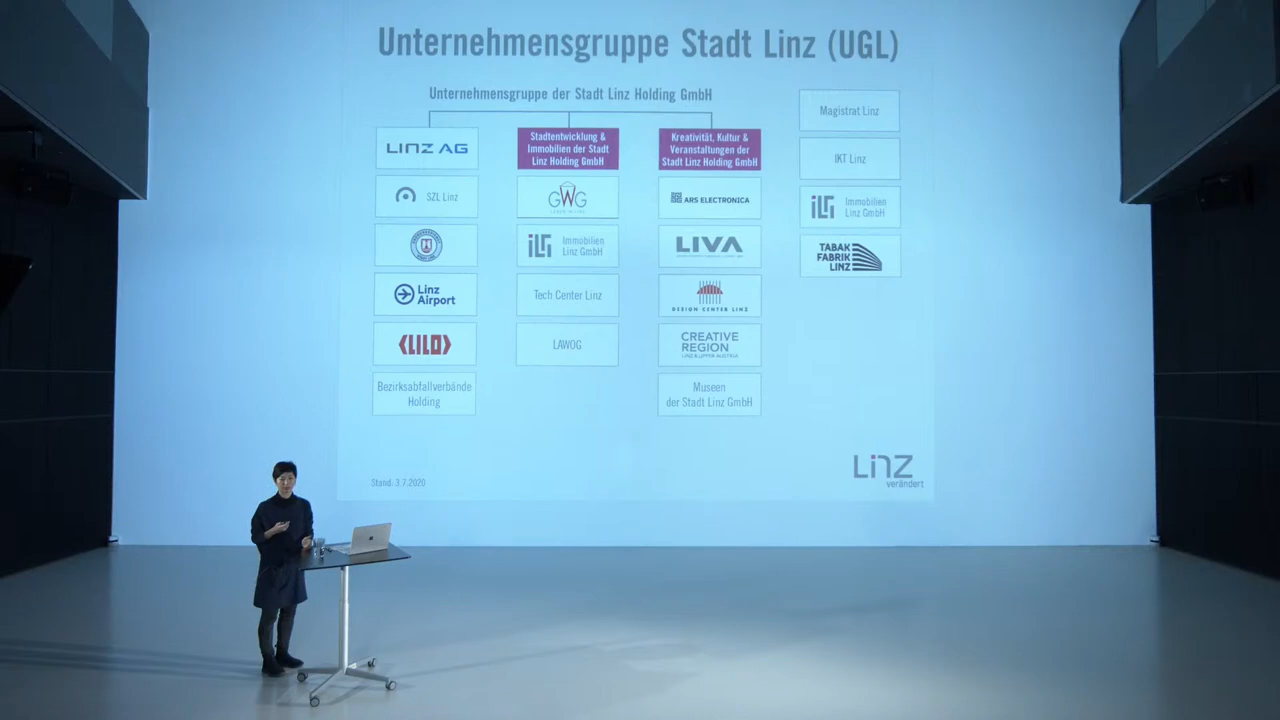 Unternehmensgruppe Stadt Linz (UGL)
Unternehmensgruppe der Stadt Linz Holding GmbH
LINZ AG
SZL Linz
Linz
Airport
LILO
Bezirksabfallverbände
Holding
Stadtentwicklung &
Immobilien der Stadt
Linz Holding GmbH
GWG
Immobilien
Linz GmbH
Tech Center Linz
LAWOG
Kreativität, Kultur &
Veranstaltungen der
Stadt Linz Holding GmbH
ARS ELECTRONICA
LIVA
DESIGN CENTER LINZ
CREATIVE
REGION
LINZ & UPPER AUSTRIA
Museen
der Stadt Linz GmbH
Magistrat Linz
IKT Linz
Immobilien
Linz GmbH
TABAK
FABRIK
LINZ
Stand: 3.7.2020
LinZ
verändert